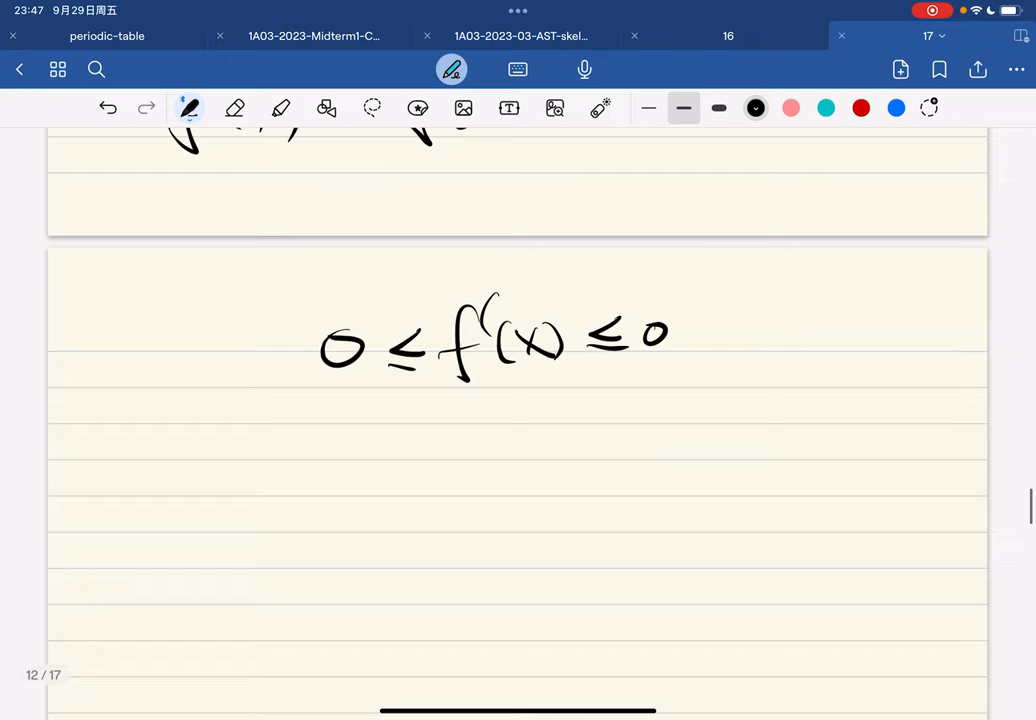 23:47 9月29日周五
periodic-table
1A03-2023-Midterm1-C...
1A03-2023-03-AST-skel...
16
17
0 ≤ f'(x) ≤ 0
12 / 17